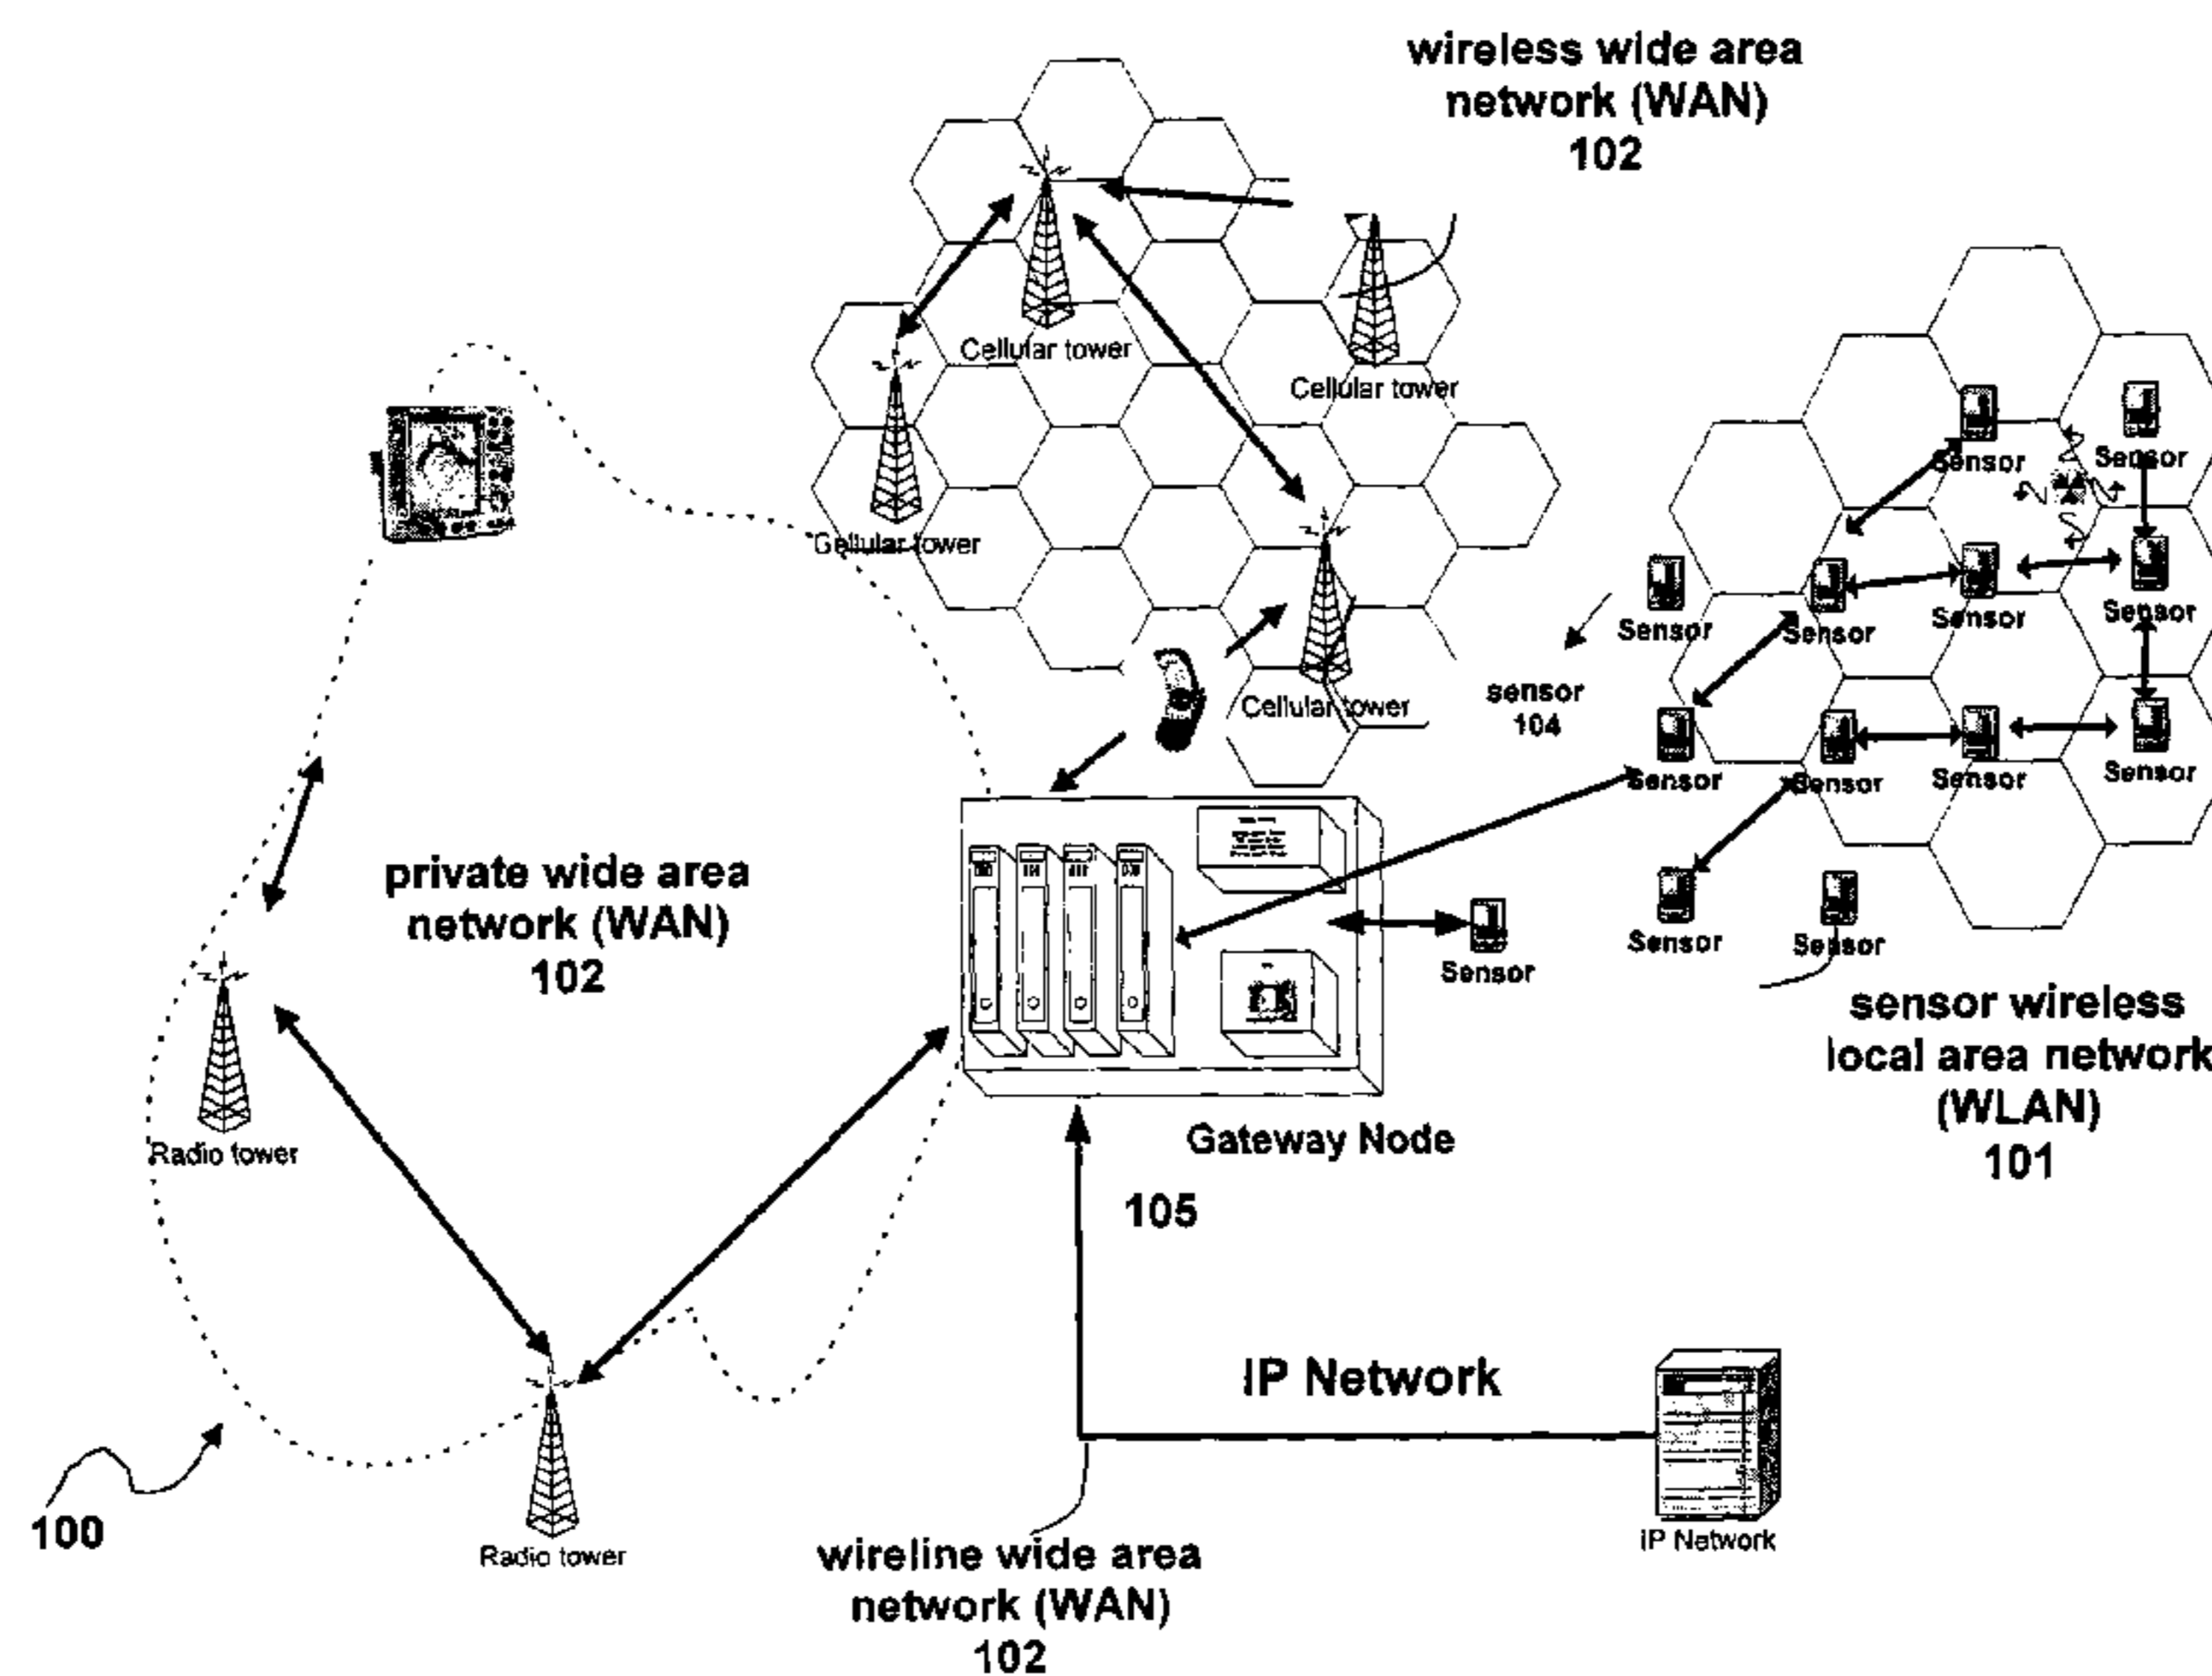 wireless wide area
network (WAN)
102
Cellular tower
Cellular tower
Cellular tower
Cellular tower
Sensor
Sensor
Sensor
Sensor
Sensor
Sensor
sensor
104
Sensor
Sensor
Sensor
Sensor
Sensor
Sensor
Sensor
private wide area
network (WAN)
102
sensor wireless
local area network
(WLAN)
101
Gateway Node
105
Radio tower
IP Network
IP Network
100
Radio tower
wireline wide area
network (WAN)
102